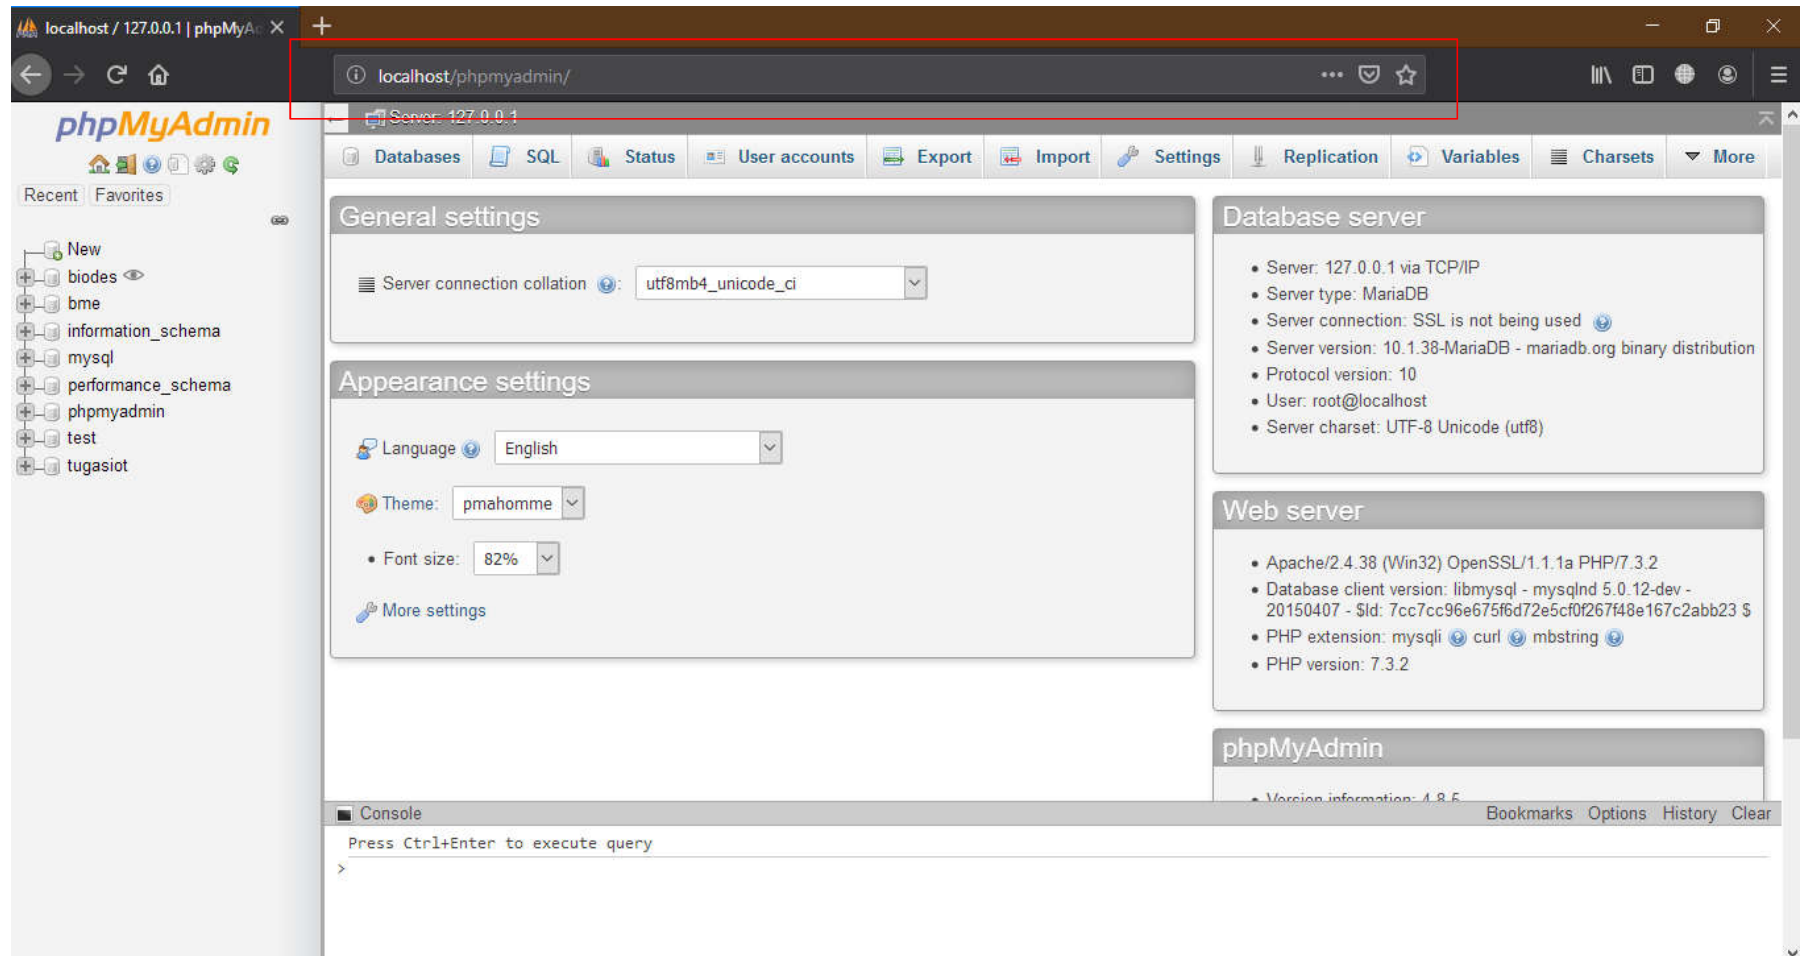 localhost / 127.0.0.1 | phpMyAd
localhost/phpmyadmin/
phpMyAdmin
Recent Favorites
New
biodes
bme
information_schema
mysql
performance_schema
phpmyadmin
test
tugasiot
Server: 127.0.0.1
Databases SQL Status User accounts Export Import Settings Replication Variables Charsets More
General settings
Server connection collation : utf8mb4_unicode_ci
Appearance settings
Language English
Theme: pmahomme
• Font size: 82%
More settings
Database server
• Server: 127.0.0.1 via TCP/IP
• Server type: MariaDB
• Server connection: SSL is not being used
• Server version: 10.1.38-MariaDB - mariadb.org binary distribution
• Protocol version: 10
• User: root@localhost
• Server charset: UTF-8 Unicode (utf8)
Web server
• Apache/2.4.38 (Win32) OpenSSL/1.1.1a PHP/7.3.2
• Database client version: libmysql - mysqlnd 5.0.12-dev -
20150407 - $Id: 7cc7cc96e675f6d72e5cf0f267f48e167c2abb23 $
• PHP extension: mysqli curl mbstring
• PHP version: 7.3.2
phpMyAdmin
• Version information: 4.8.5
Console
Bookmarks Options History Clear
Press Ctrl+Enter to execute query
>